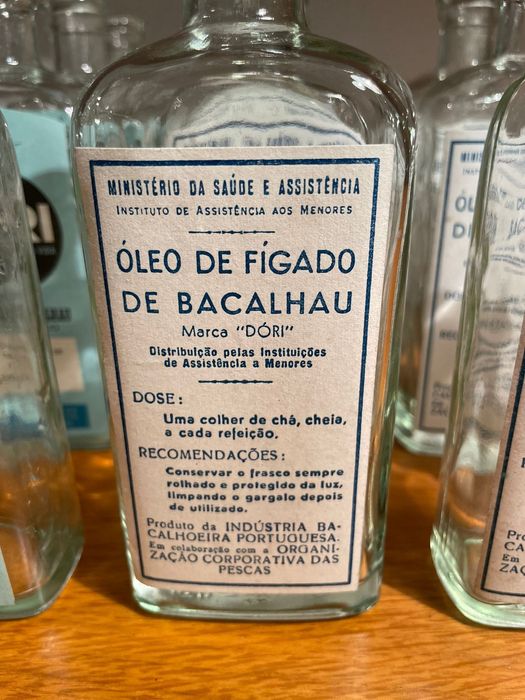 MINISTÉRIO DA SAÚDE E ASSISTÊNCIA
INSTITUTO DE ASSISTÊNCIA AOS MENORES
ÓLEO DE FÍGADO
DE BACALHAU
Marca "DÓRI"
Distribuição pelas Instituições
de Assistência a Menores
DOSE:
Uma colher de chá, cheia,
a cada refeição.
RECOMENDAÇÕES:
Conservar o frasco sempre
rolhado e protegido da luz,
limpando o gargalo depois
de utilizado.
Produto da INDÚSTRIA BA-
CALHOEIRA PORTUGUESA.
Em colaboração com a ORGANI-
ZAÇÃO CORPORATIVA DAS
PESCAS